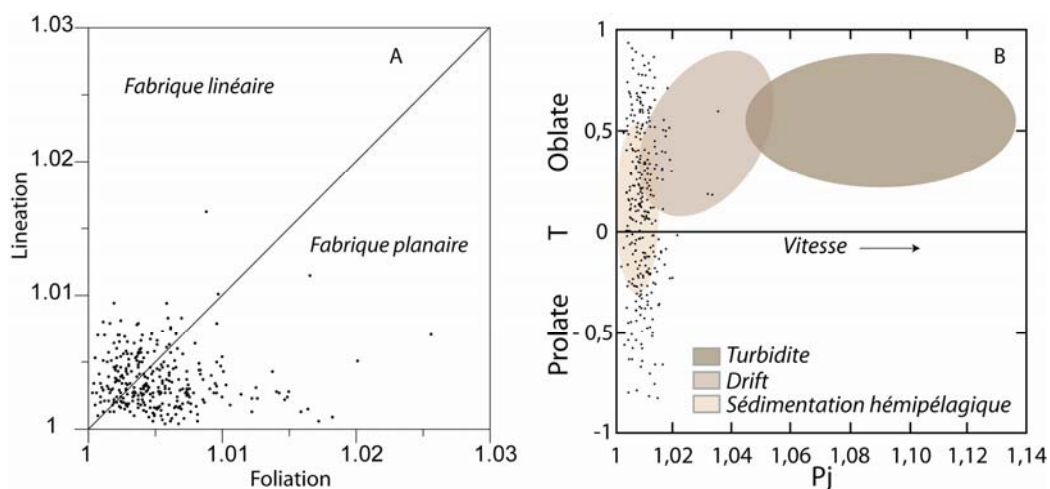 A
1.03
1.02
1.01
1
Lineation
Fabrique linéaire
Fabrique planaire
1
1.01
1.02
1.03
Foliation
B
1
0,5
0
-0,5
-1
Oblate
T
Prolate
Vitesse
Turbidite
Drift
Sédimentation hémipélagique
1
1,02
1,04
1,06
1,08
1,10
1,12
1,14
Pj